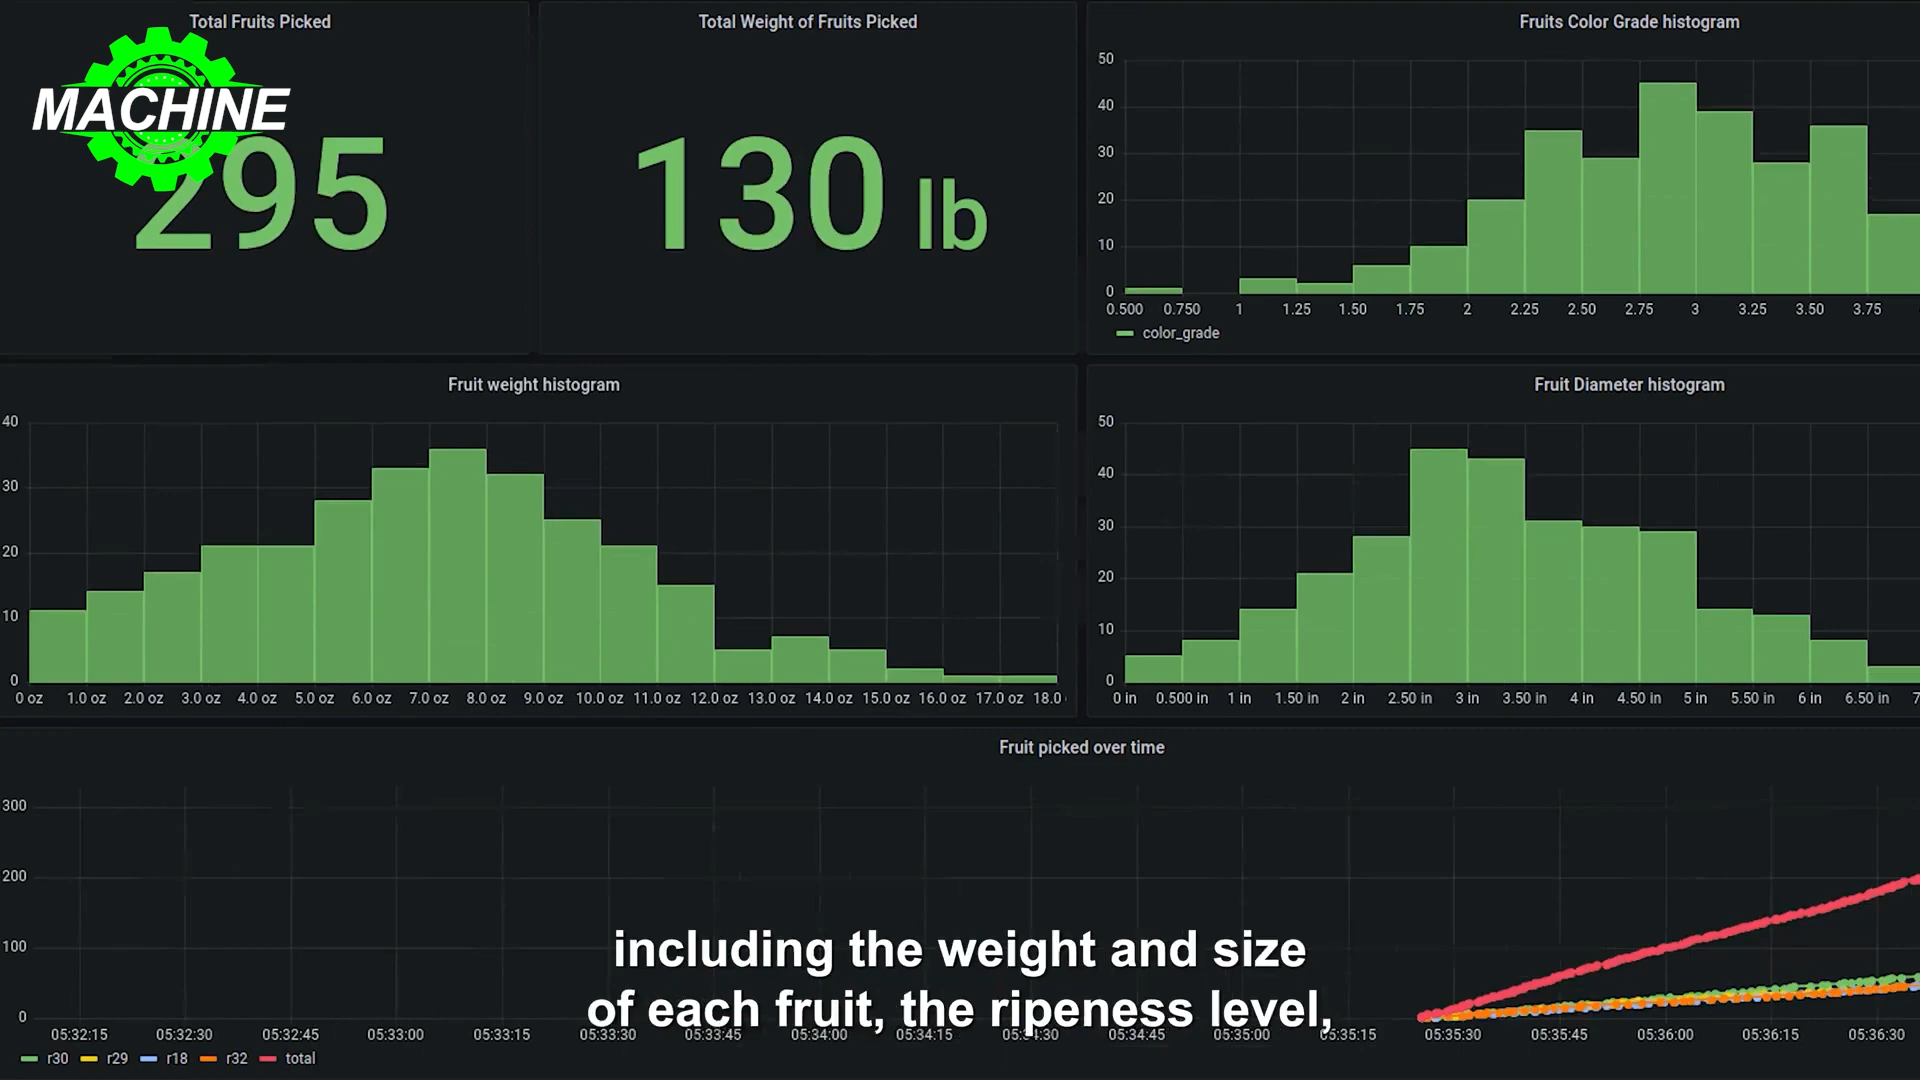 Total Fruits Picked
Total Weight of Fruits Picked
Fruits Color Grade histogram
MACHINE
295
130 lb
50
40
30
20
10
0
0.500 0.750 1 1.25 1.50 1.75 2 2.25 2.50 2.75 3 3.25 3.50 3.75
color_grade
Fruit weight histogram
40
30
20
10
0
0 oz 1.0 oz 2.0 oz 3.0 oz 4.0 oz 5.0 oz 6.0 oz 7.0 oz 8.0 oz 9.0 oz 10.0 oz 11.0 oz 12.0 oz 13.0 oz 14.0 oz 15.0 oz 16.0 oz 17.0 oz 18.0
Fruit Diameter histogram
50
40
30
20
10
0
0 in 0.500 in 1 in 1.50 in 2 in 2.50 in 3 in 3.50 in 4 in 4.50 in 5 in 5.50 in 6 in 6.50 in 7
Fruit picked over time
300
200
100
0
including the weight and size
of each fruit, the ripeness level,
05:32:15 05:32:30 05:32:45 05:33:00 05:33:15 05:33:30 05:33:45 05:34:00 05:34:15 05:34:30 05:34:45 05:35:00 05:35:15 05:35:30 05:35:45 05:36:00 05:36:15 05:36:30
r30 r29 r18 r32 total